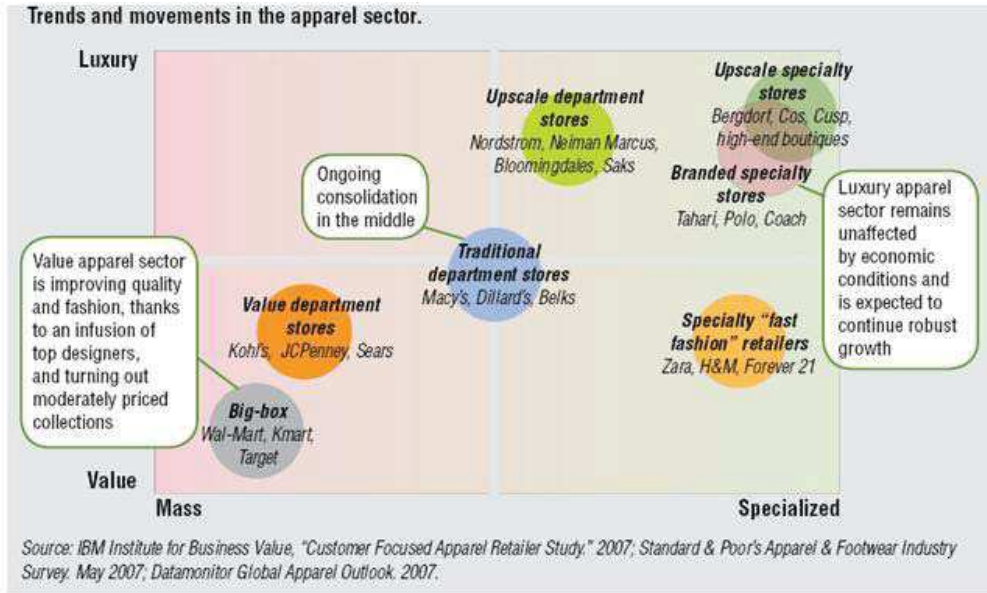 Trends and movements in the apparel sector.
Luxury
Upscale specialty
stores
Bergdorf, Cos, Cusp,
high-end boutiques
Upscale department
stores
Nordstrom, Neiman Marcus,
Bloomingdales, Saks
Branded specialty
stores
Tahari, Polo, Coach
Ongoing
consolidation
in the middle
Luxury apparel
sector remains
unaffected
by economic
conditions and
is expected to
continue robust
growth
Traditional
department stores
Macy's, Dillard's, Belks
Value apparel sector
is improving quality
and fashion, thanks
to an infusion of
top designers,
and turning out
moderately priced
collections
Value department
stores
Kohl's, JCPenney, Sears
Specialty "fast
fashion" retailers
Zara, H&M, Forever 21
Big-box
Wal-Mart, Kmart,
Target
Value
Mass
Specialized
Source: IBM Institute for Business Value, "Customer Focused Apparel Retailer Study." 2007; Standard & Poor's Apparel & Footwear Industry
Survey. May 2007; Datamonitor Global Apparel Outlook. 2007.